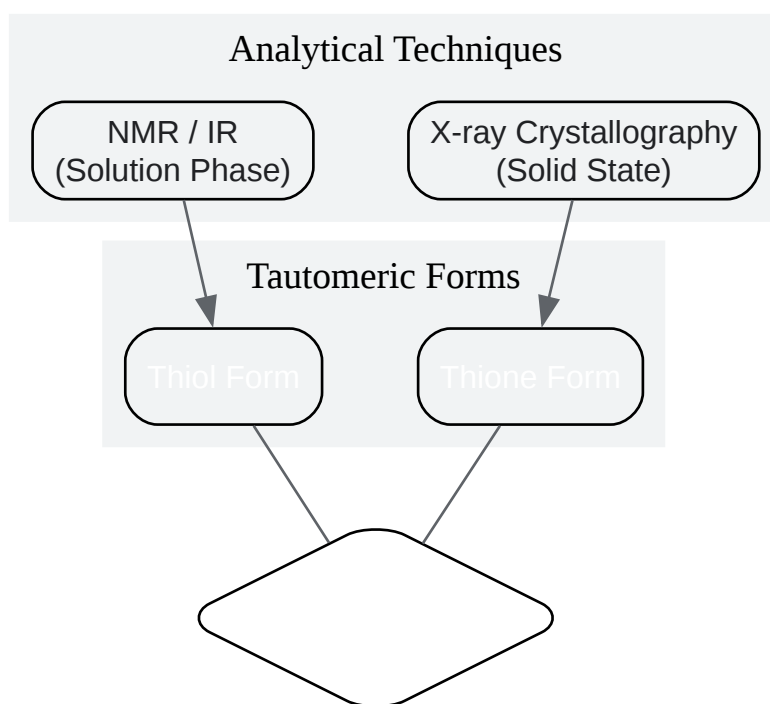 Analytical Techniques
NMR / IR
(Solution Phase)
X-ray Crystallography
(Solid State)
Tautomeric Forms
Thiol Form
Thione Form